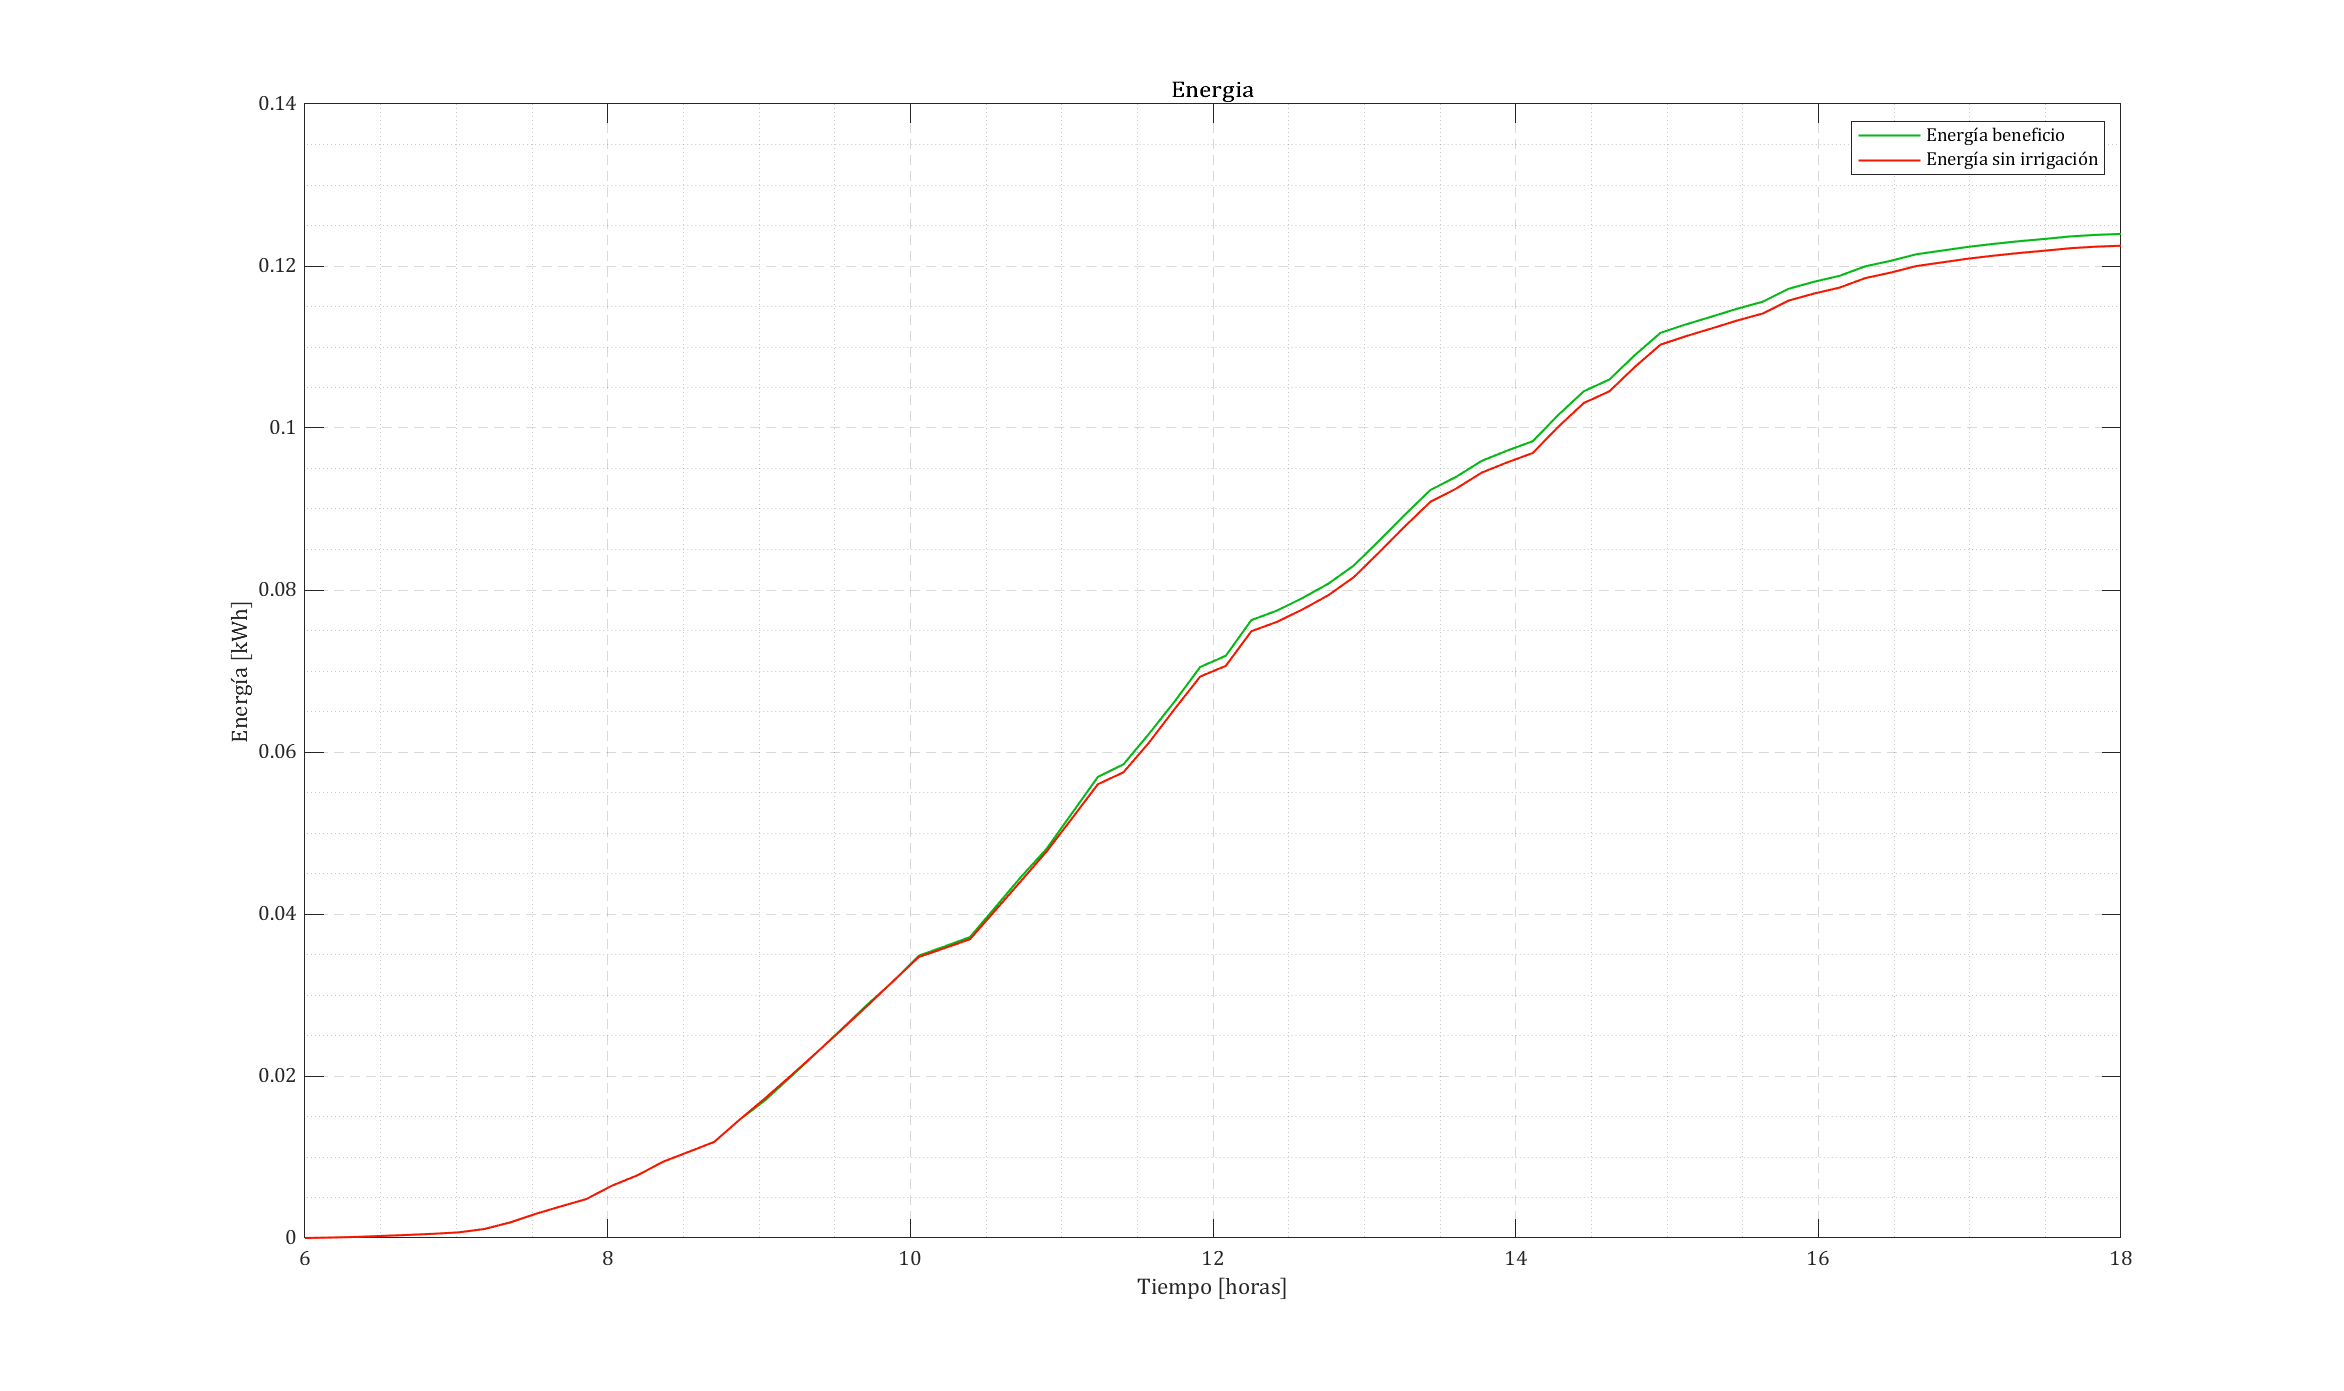 Energia
0.14
0.12
0.1
0.08
0.06
0.04
0.02
0
Energía [kWh]
Energía beneficio
Energía sin irrigación
6 8 10 12 14 16 18
Tiempo [horas]